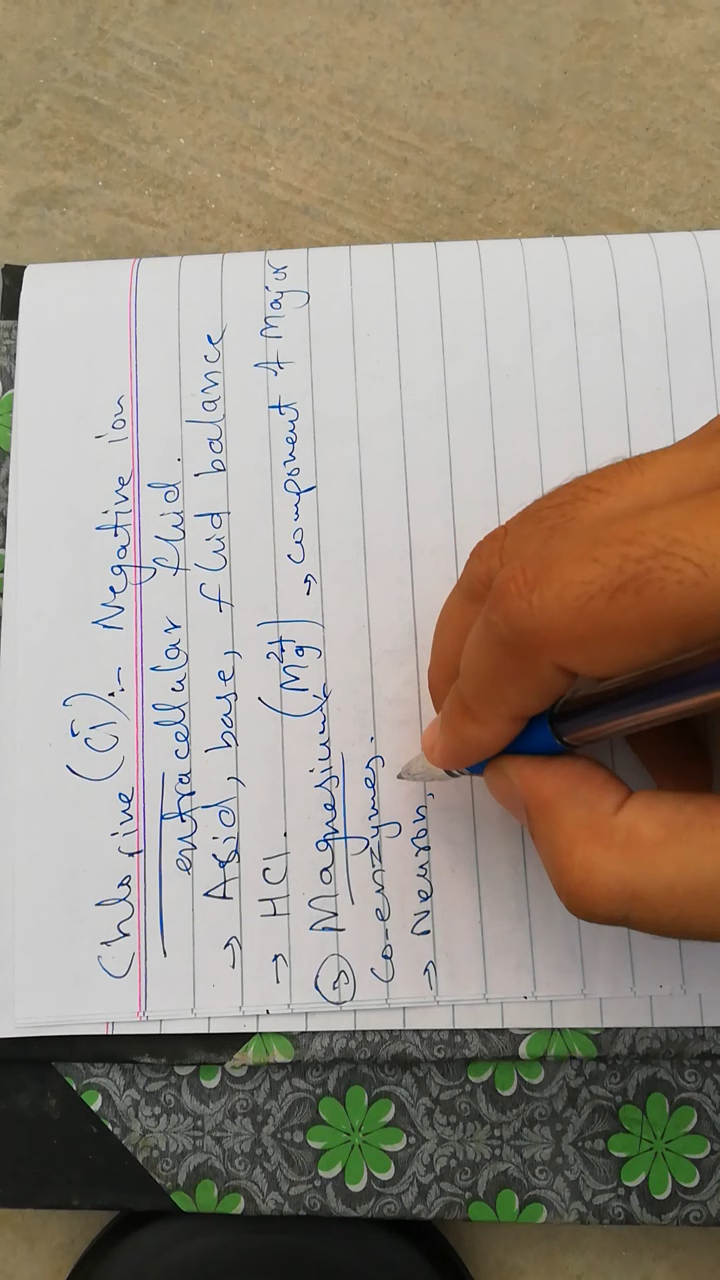 Chlorine (Cl⁻):- Negative ion
extracellular fluid.
→ Acid, base, fluid balance
→ HCl.
③ Magnesium (Mg²⁺) → component of Major
Co-enzymes.
→ Neuron,